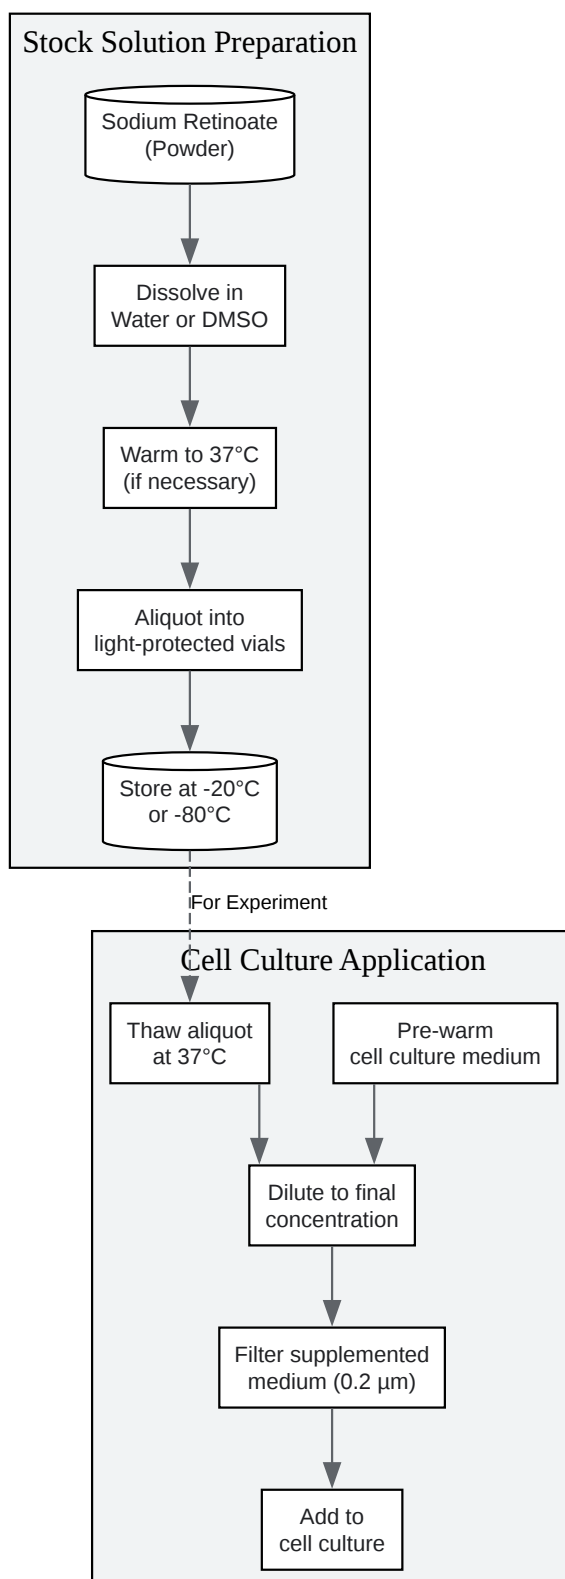 Stock Solution Preparation
Sodium Retinoate
(Powder)
Dissolve in
Water or DMSO
Warm to 37°C
(if necessary)
Aliquot into
light-protected vials
Store at -20°C
or -80°C
For Experiment
Cell Culture Application
Thaw aliquot
at 37°C
Pre-warm
cell culture medium
Dilute to final
concentration
Filter supplemented
medium (0.2 µm)
Add to
cell culture